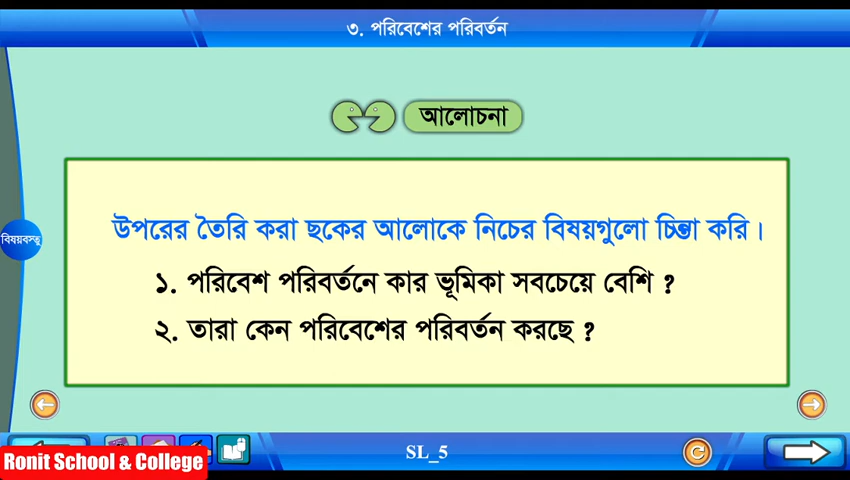 ৩. পরিবেশের পরিবর্তন
আলোচনা
উপরের তৈরি করা ছকের আলোকে নিচের বিষয়গুলো চিন্তা করি।
বিষয়বস্তু
১. পরিবেশ পরিবর্তনে কার ভূমিকা সবচেয়ে বেশি ?
২. তারা কেন পরিবেশের পরিবর্তন করছে ?
SL_5
Ronit School & College